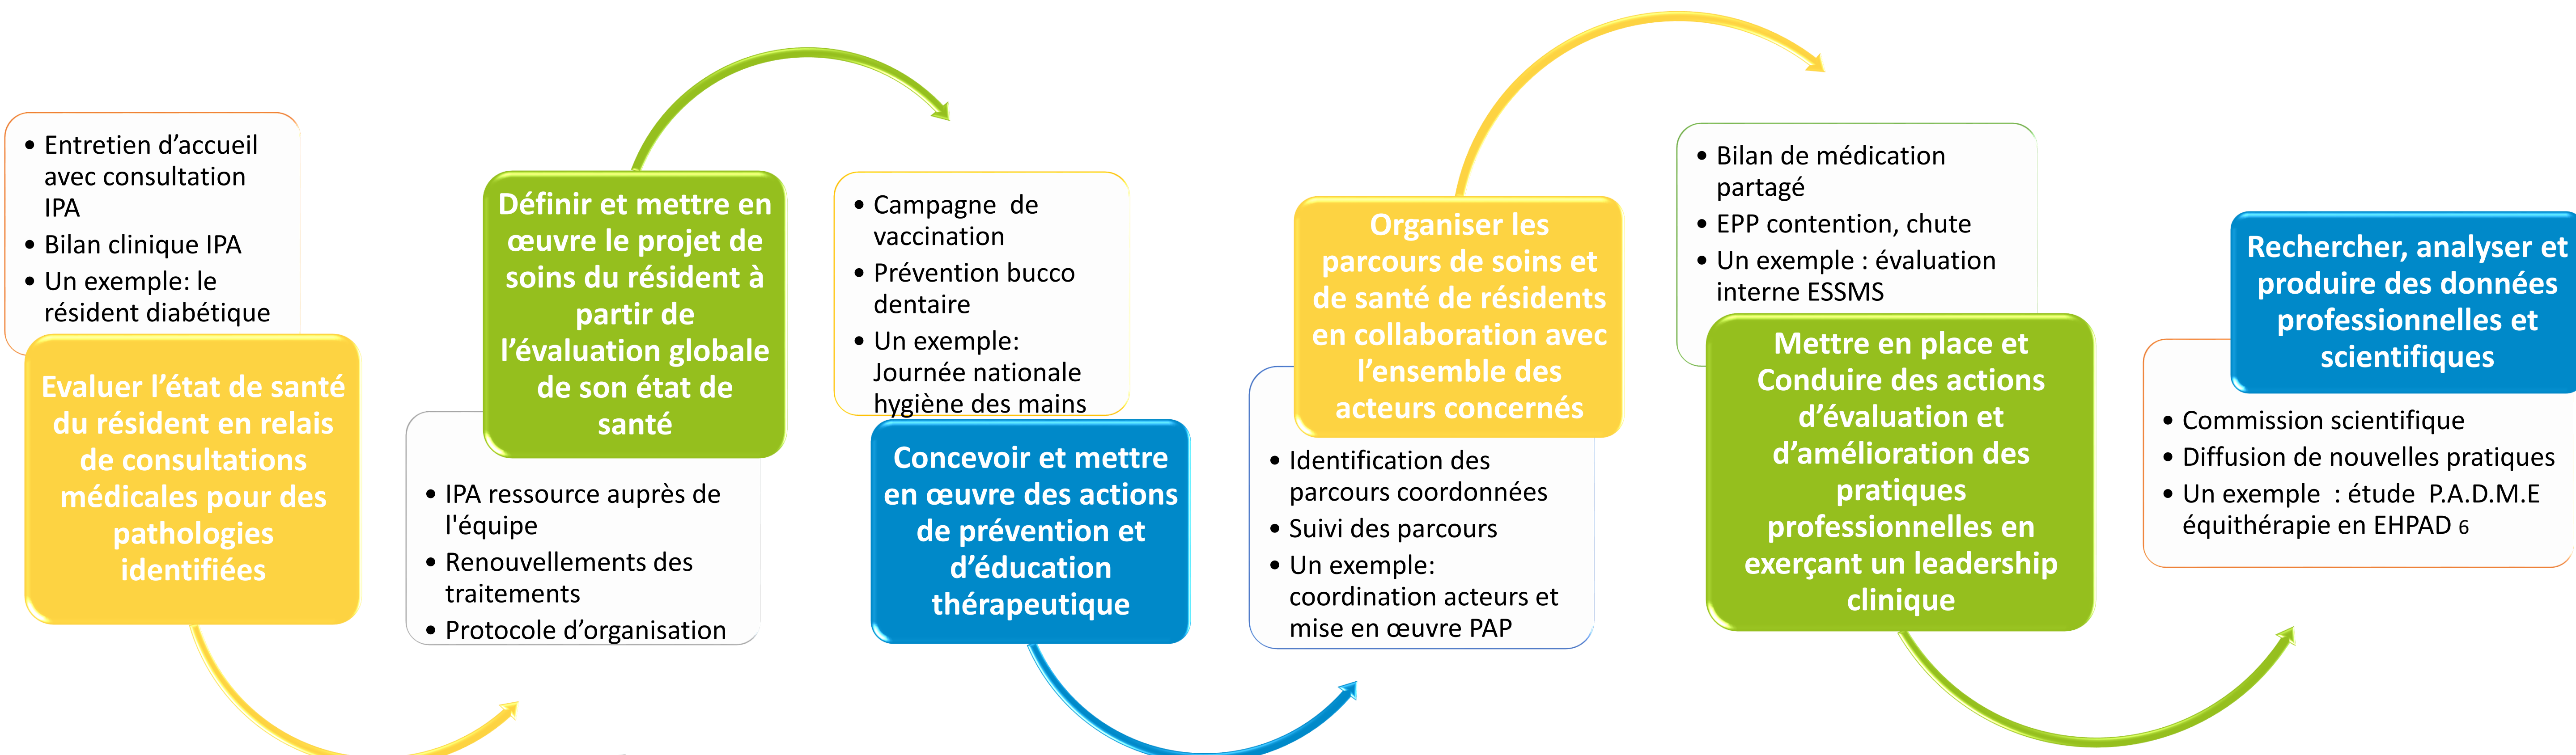 • Entretien d’accueil
avec consultation
IPA
• Bilan clinique IPA
• Un exemple: le
résident diabétique
Evaluer l’état de santé
du résident en relais
de consultations
médicales pour des
pathologies
identifiées
Définir et mettre en
œuvre le projet de
soins du résident à
partir de
l’évaluation globale
de son état de
santé
• IPA ressource auprès de
l'équipe
• Renouvellements des
traitements
• Protocole d’organisation
• Campagne de
vaccination
• Prévention bucco
dentaire
• Un exemple:
Journée nationale
hygiène des mains
Concevoir et mettre
en œuvre des actions
de prévention et
d’éducation
thérapeutique
Organiser les
parcours de soins et
de santé de résidents
en collaboration avec
l’ensemble des
acteurs concernés
• Identification des
parcours coordonnées
• Suivi des parcours
• Un exemple:
coordination acteurs et
mise en œuvre PAP
• Bilan de médication
partagé
• EPP contention, chute
• Un exemple : évaluation
interne ESSMS
Mettre en place et
Conduire des actions
d’évaluation et
d’amélioration des
pratiques
professionnelles en
exerçant un leadership
clinique
Rechercher, analyser et
produire des données
professionnelles et
scientifiques
• Commission scientifique
• Diffusion de nouvelles pratiques
• Un exemple : étude P.A.D.M.E
équithérapie en EHPAD 6